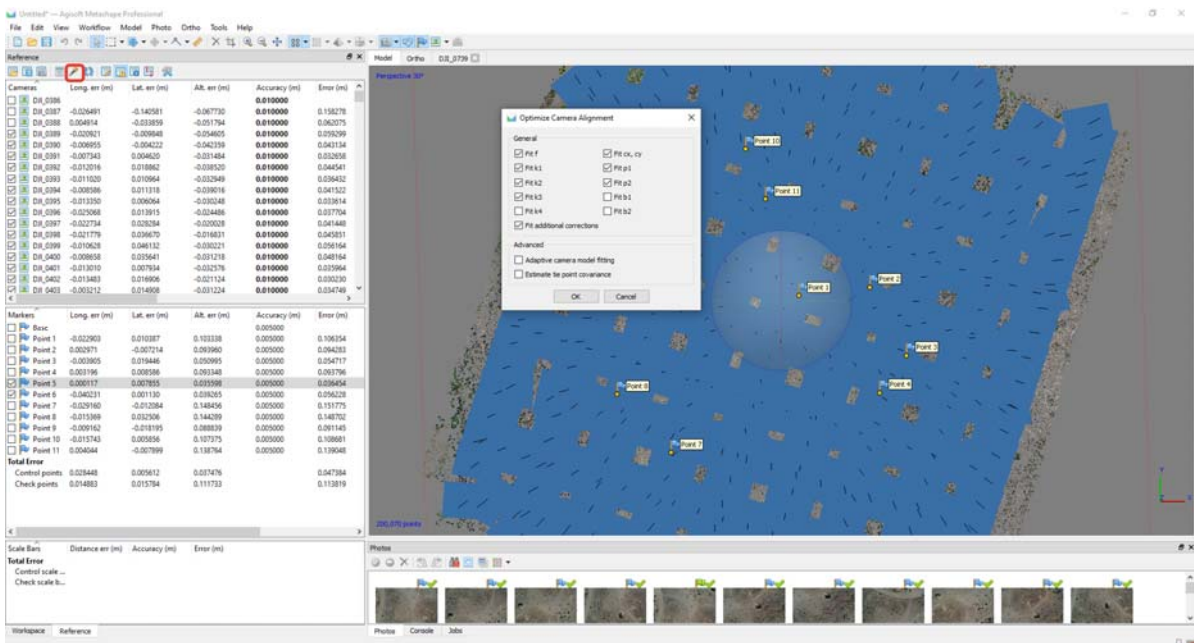 Untitled* — Agisoft Metashape Professional
File Edit View Workflow Model Photo Ortho Tools Help
Reference
Model Ortho DJI_0739
Cameras Long. err (m) Lat. err (m) Alt. err (m) Accuracy (m) Error (m)
DJI_0386 0.010000
DJI_0387 -0.026491 -0.140581 -0.067730 0.010000 0.158278
DJI_0388 0.004914 -0.033859 -0.051794 0.010000 0.062075
DJI_0389 -0.020921 -0.009848 -0.054605 0.010000 0.059299
DJI_0390 -0.006955 -0.004222 -0.042359 0.010000 0.043134
DJI_0391 -0.007343 0.004620 -0.031484 0.010000 0.032658
DJI_0392 -0.012016 0.018862 -0.038520 0.010000 0.044541
DJI_0393 -0.011020 0.010964 -0.032949 0.010000 0.036432
DJI_0394 -0.008586 0.011318 -0.039016 0.010000 0.041522
DJI_0395 -0.013350 0.006064 -0.030248 0.010000 0.033614
DJI_0396 -0.025068 0.013915 -0.024486 0.010000 0.037704
DJI_0397 -0.022734 0.028284 -0.020028 0.010000 0.041448
DJI_0398 -0.021779 0.036670 -0.016831 0.010000 0.045851
DJI_0399 -0.010628 0.046132 -0.030221 0.010000 0.056164
DJI_0400 -0.008658 0.035641 -0.031218 0.010000 0.048164
DJI_0401 -0.013010 0.007934 -0.032576 0.010000 0.035964
DJI_0402 -0.013483 0.016906 -0.021124 0.010000 0.030230
DJI_0403 -0.003212 0.014908 -0.031224 0.010000 0.034749
Markers Long. err (m) Lat. err (m) Alt. err (m) Accuracy (m) Error (m)
Base 0.005000
Point 1 -0.022903 0.010387 0.103338 0.005000 0.106354
Point 2 0.002971 -0.007214 0.093960 0.005000 0.094283
Point 3 -0.003905 0.019446 0.050995 0.005000 0.054717
Point 4 0.003196 0.008586 0.093348 0.005000 0.093796
Point 5 0.000117 0.007855 0.035598 0.005000 0.036454
Point 6 -0.040231 0.001130 0.039265 0.005000 0.056228
Point 7 -0.029160 -0.012084 0.148456 0.005000 0.151775
Point 8 -0.015369 0.032506 0.144289 0.005000 0.148702
Point 9 -0.009162 -0.018195 0.088839 0.005000 0.091145
Point 10 -0.015743 0.005856 0.107375 0.005000 0.108681
Point 11 0.004044 -0.007899 0.138764 0.005000 0.139048
Total Error
Control points 0.028448 0.005612 0.037476 0.047384
Check points 0.014883 0.015784 0.111733 0.113819
Scale Bars Distance err (m) Accuracy (m) Error (m)
Total Error
Control scale ...
Check scale b...
Workspace Reference
Perspective 30°
Optimize Camera Alignment
General
Fit f Fit cx, cy
Fit k1 Fit p1
Fit k2 Fit p2
Fit k3 Fit b1
Fit k4 Fit b2
Fit additional corrections
Advanced
Adaptive camera model fitting
Estimate tie point covariance
OK Cancel
Point 10
Point 11
Point 2
Point 1
Point 3
Point 4
Point 8
Point 7
Y
X
200,070 points
Photos
Photos Console Jobs